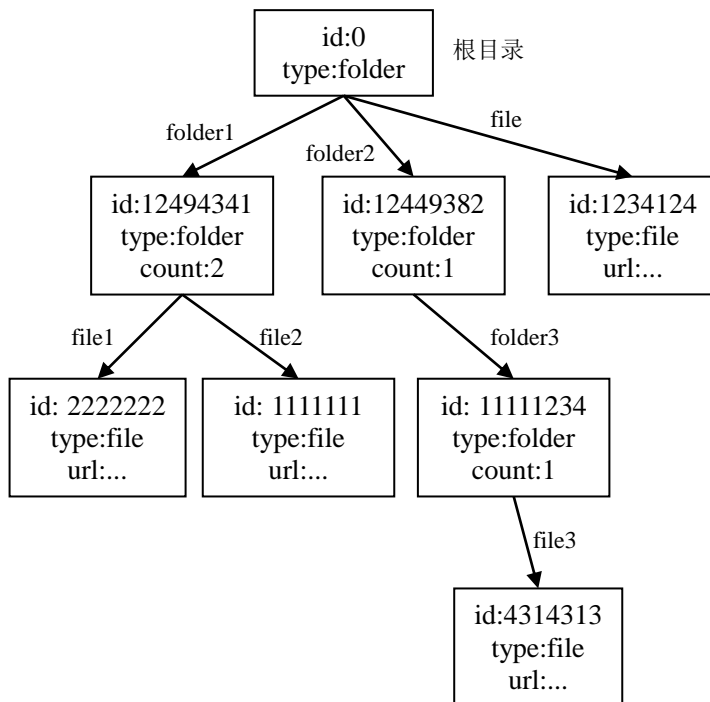 id:0
type:folder
根目录
folder1
folder2
file
id:12494341
type:folder
count:2
id:12449382
type:folder
count:1
id:1234124
type:file
url:...
file1
file2
folder3
id: 2222222
type:file
url:...
id: 1111111
type:file
url:...
id: 11111234
type:folder
count:1
file3
id:4314313
type:file
url:...